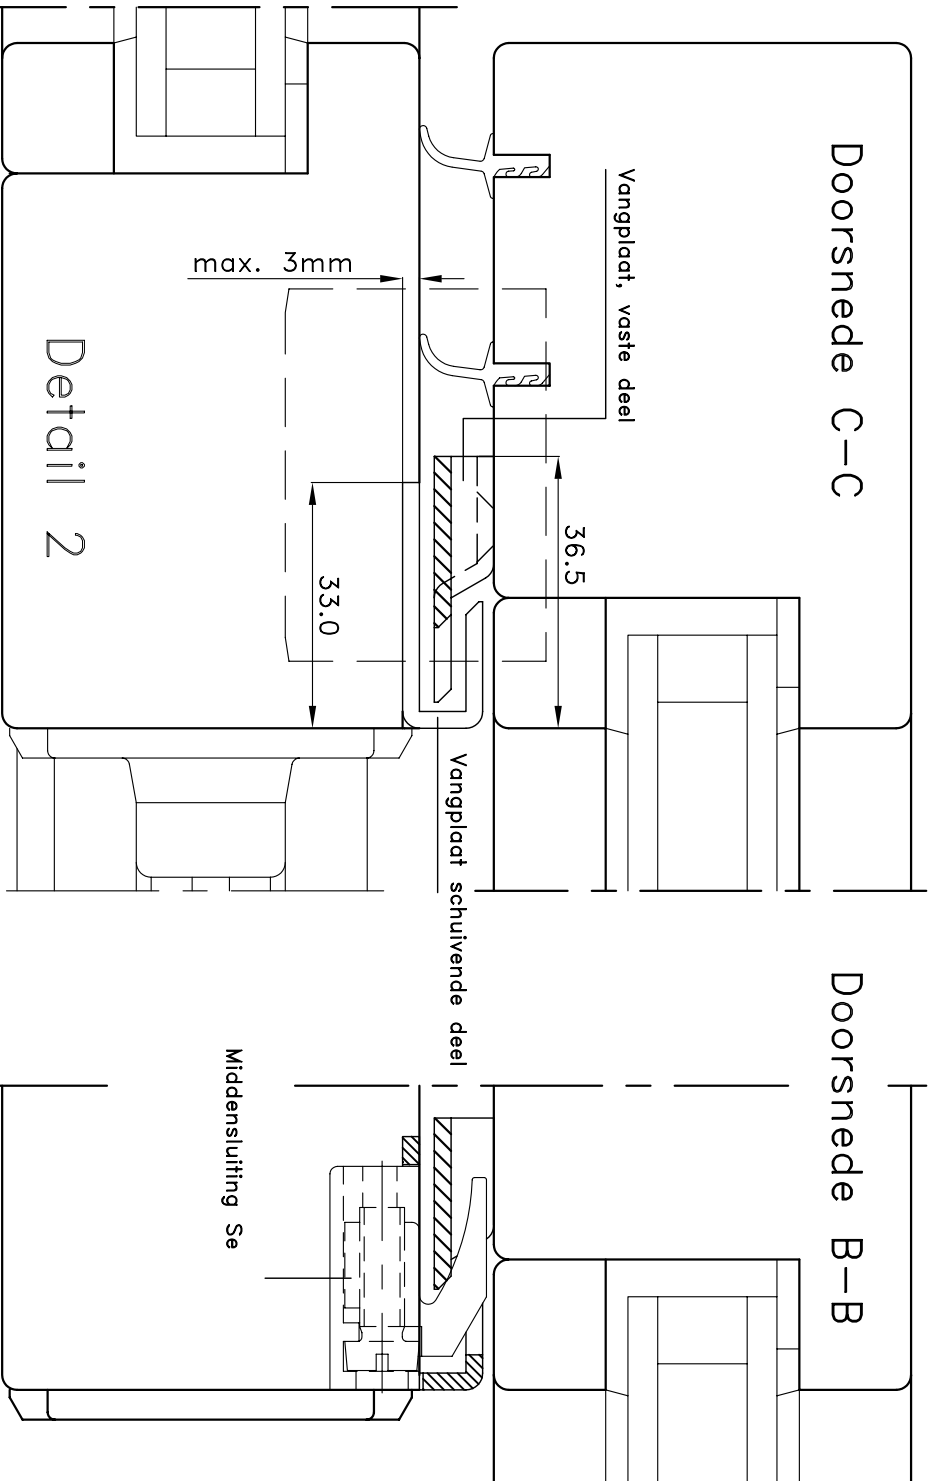 Doorsnede C-C
Vangplaat, vaste deel
max. 3mm
36.5
33.0
Detail 2
Vangplaat schuivende deel
Doorsnede B-B
Middensluiting Se